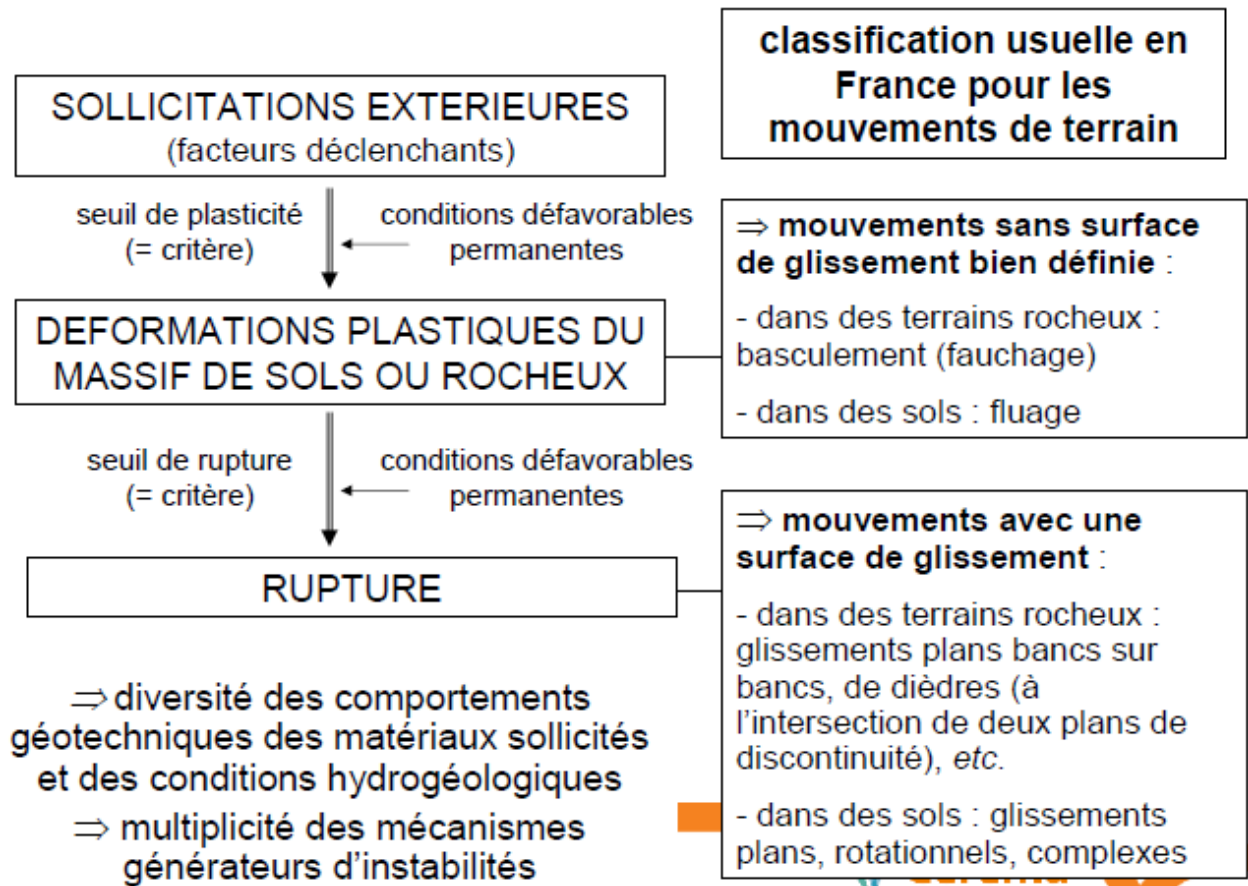 classification usuelle en
France pour les
mouvements de terrain
SOLLICITATIONS EXTERIEURES
(facteurs déclenchants)
seuil de plasticité
(= critère)
conditions défavorables
permanentes
⇒ mouvements sans surface
de glissement bien définie :
- dans des terrains rocheux :
basculement (fauchage)
- dans des sols : fluage
DEFORMATIONS PLASTIQUES DU
MASSIF DE SOLS OU ROCHEUX
seuil de rupture
(= critère)
conditions défavorables
permanentes
RUPTURE
⇒ mouvements avec une
surface de glissement :
- dans des terrains rocheux :
glissements plans bancs sur
bancs, de dièdres (à
l'intersection de deux plans de
discontinuité), etc.
- dans des sols : glissements
plans, rotationnels, complexes
⇒ diversité des comportements
géotechniques des matériaux sollicités
et des conditions hydrogéologiques
⇒ multiplicité des mécanismes
générateurs d'instabilités